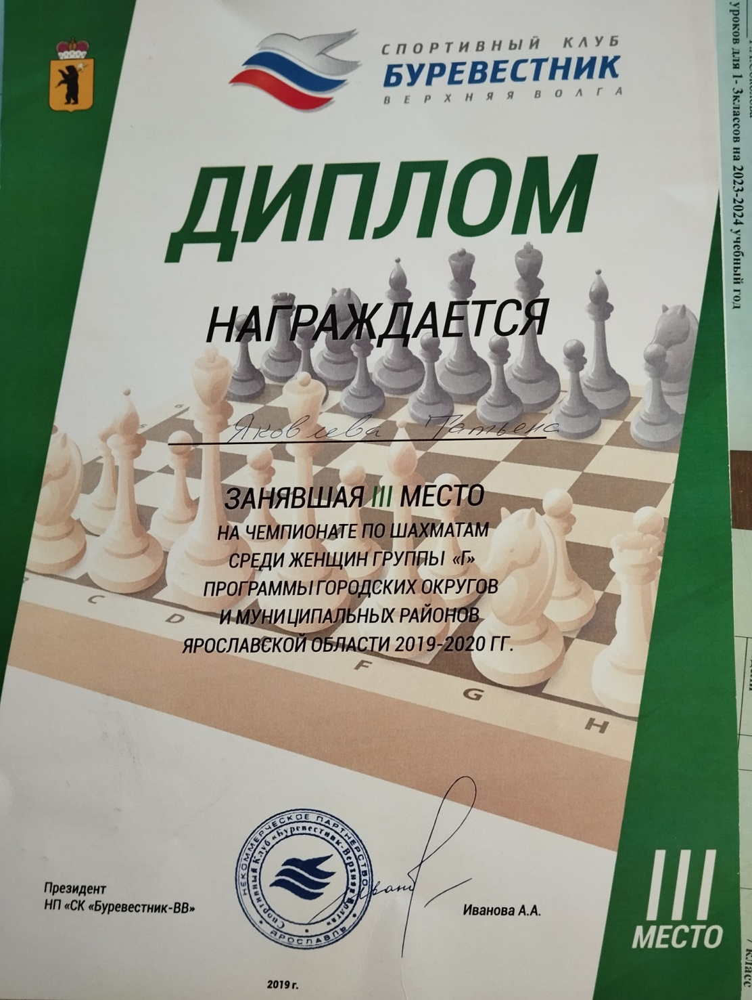 СПОРТИВНЫЙ КЛУБ
БУРЕВЕСТНИК
ВЕРХНЯЯ ВОЛГА
ДИПЛОМ
НАГРАЖДАЕТСЯ
Яковлева Татьяна
ЗАНЯВШАЯ III МЕСТО
НА ЧЕМПИОНАТЕ ПО ШАХМАТАМ
СРЕДИ ЖЕНЩИН ГРУППЫ «Г»
ПРОГРАММЫ ГОРОДСКИХ ОКРУГОВ
И МУНИЦИПАЛЬНЫХ РАЙОНОВ
ЯРОСЛАВСКОЙ ОБЛАСТИ 2019-2020 ГГ.
C
D
F
G
H
НЕКОММЕРЧЕСКОЕ ПАРТНЕРСТВО
Спортивный Клуб «Буревестник-Верхняя Волга»
ЯРОСЛАВЛЬ
Президент
НП «СК «Буревестник-ВВ»
Иванова А.А.
III
МЕСТО
2019 г.
уроков для 1- 3классов на 2023-2024 учебный год
7 класс